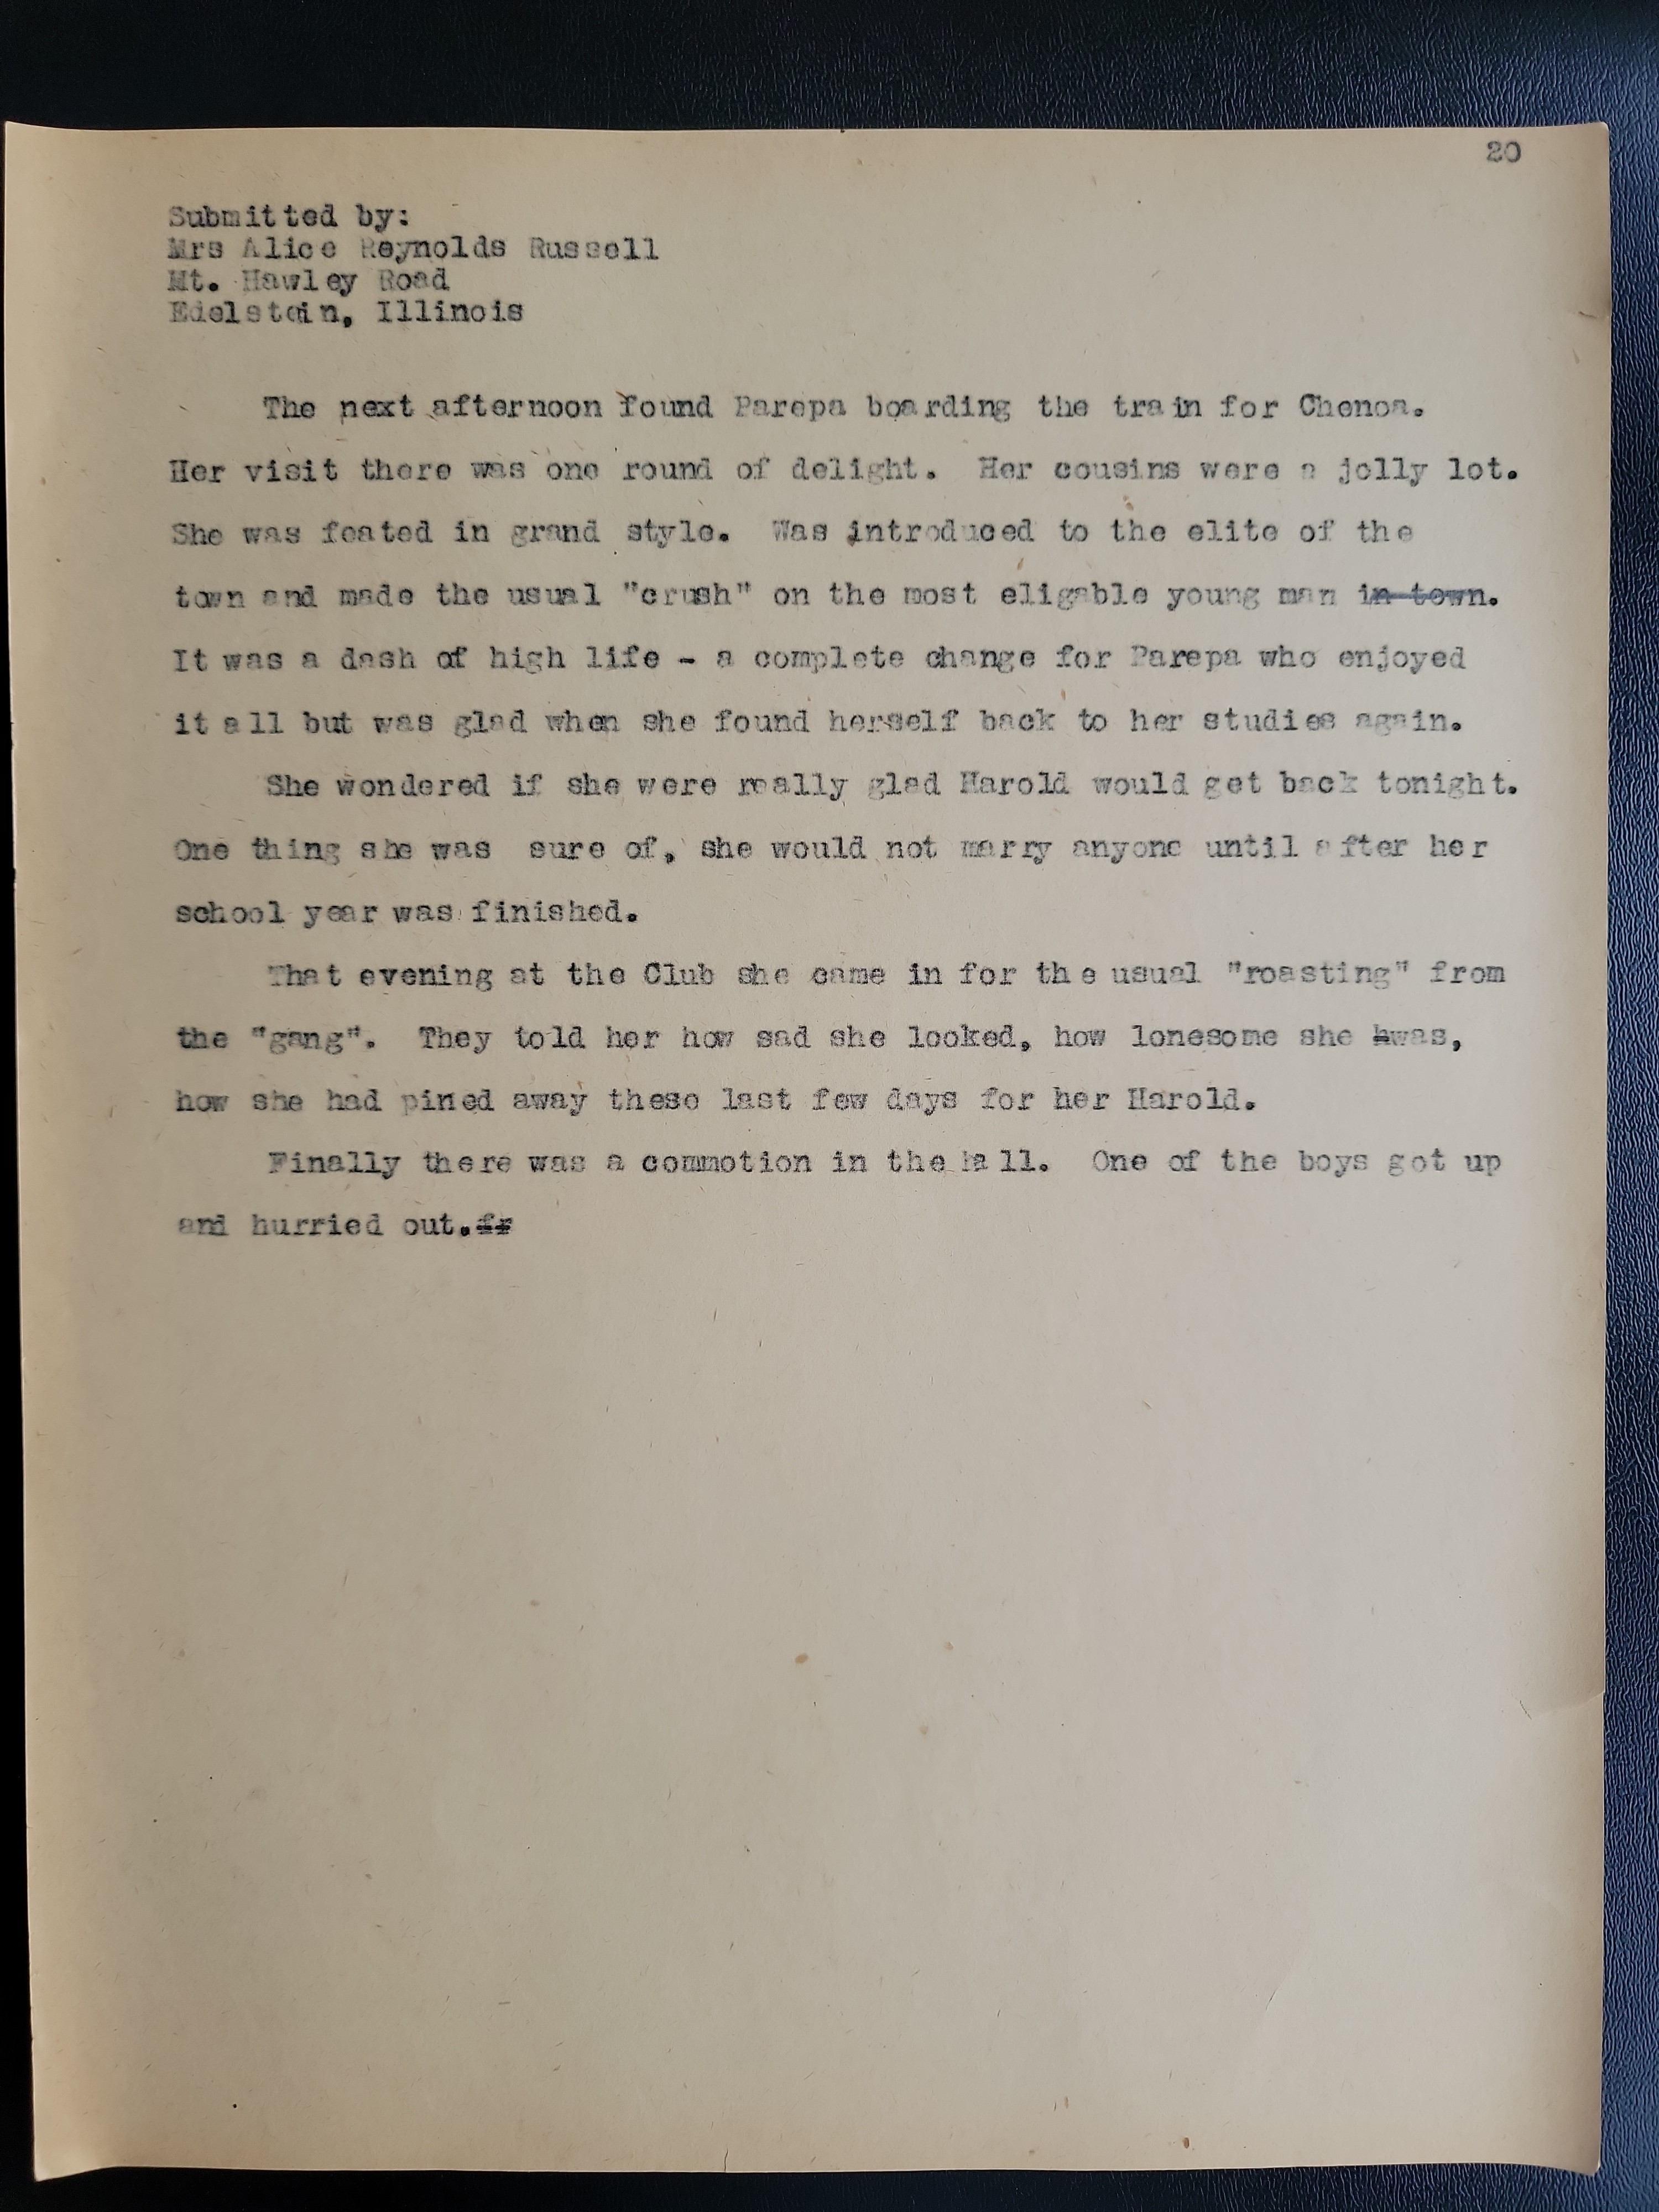 20
Submitted by:
Mrs Alice Reynolds Russell
Mt. Hawley Road
Edelstein, Illinois
The next afternoon found Parepa boarding the train for Chenoa.
Her visit there was one round of delight. Her cousins were a jolly lot.
She was feated in grand style. Was introduced to the elite of the
town and made the usual "crush" on the most eligable young man in town.
It was a dash of high life - a complete change for Parepa who enjoyed
it all but was glad when she found herself back to her studies again.
She wondered if she were really glad Harold would get back tonight.
One thing she was sure of, she would not marry anyone until after her
school year was finished.
That evening at the Club she came in for the usual "roasting" from
the "gang". They told her how sad she looked, how lonesome she hwas,
how she had pined away these last few days for her Harold.
Finally there was a commotion in the hall. One of the boys got up
and hurried out.fr